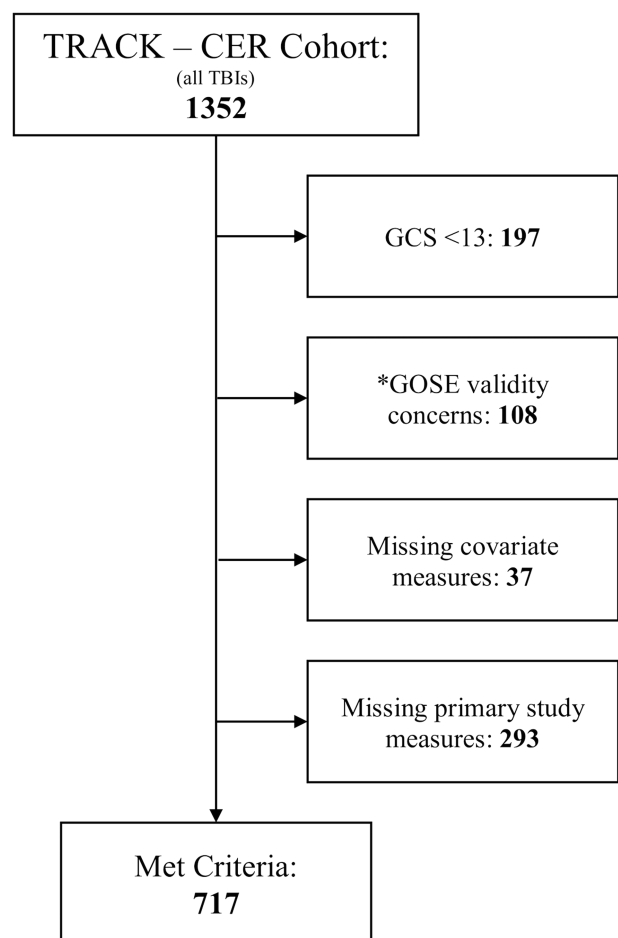 TRACK – CER Cohort:
(all TBIs)
1352
GCS <13: 197
*GOSE validity
concerns: 108
Missing covariate
measures: 37
Missing primary study
measures: 293
Met Criteria:
717